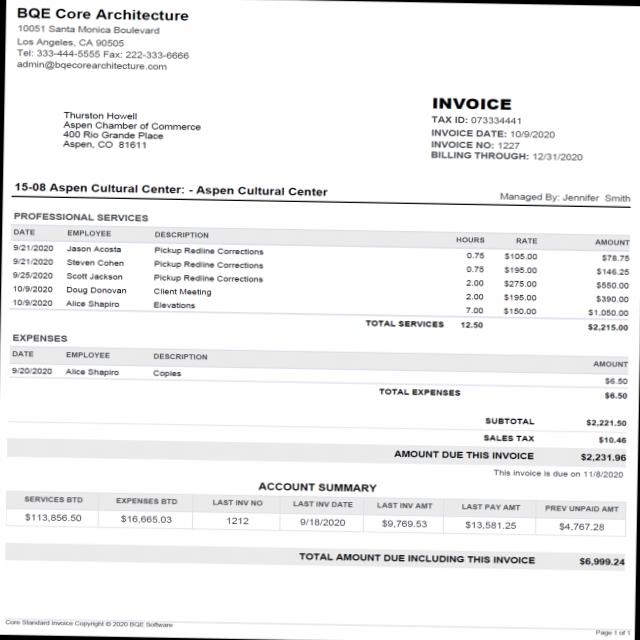 BQE Core Architecture
10051 Santa Monica Boulevard
Los Angeles, CA 90505
Tel: 333-444-5555 Fax: 222-333-6666
admin@bqecorearchitecture.com
INVOICE
TAX ID: 073334441
INVOICE DATE: 10/9/2020
INVOICE NO: 1227
BILLING THROUGH: 12/31/2020
Thurston Howell
Aspen Chamber of Commerce
400 Rio Grande Place
Aspen, CO 81611
15-08 Aspen Cultural Center: - Aspen Cultural Center Managed By: Jennifer Smith
PROFESSIONAL SERVICES
DATE EMPLOYEE DESCRIPTION HOURS RATE AMOUNT
9/21/2020 Jason Acosta Pickup Redline Corrections 0.75 $105.00 $78.75
9/21/2020 Steven Cohen Pickup Redline Corrections 0.75 $195.00 $146.25
9/25/2020 Scott Jackson Pickup Redline Corrections 2.00 $275.00 $550.00
10/9/2020 Doug Donovan Client Meeting 2.00 $195.00 $390.00
10/9/2020 Alice Shapiro Elevations 7.00 $150.00 $1,050.00
TOTAL SERVICES 12.50 $2,215.00
EXPENSES
DATE EMPLOYEE DESCRIPTION AMOUNT
9/20/2020 Alice Shapiro Copies $6.50
TOTAL EXPENSES $6.50
SUBTOTAL $2,221.50
SALES TAX $10.46
AMOUNT DUE THIS INVOICE $2,231.96
This invoice is due on 11/8/2020
ACCOUNT SUMMARY
SERVICES BTD EXPENSES BTD LAST INV NO LAST INV DATE LAST INV AMT LAST PAY AMT PREV UNPAID AMT
$113,856.50 $16,665.03 1212 9/18/2020 $9,769.53 $13,581.25 $4,767.28
TOTAL AMOUNT DUE INCLUDING THIS INVOICE $6,999.24
Core Standard Invoice Copyright © 2020 BQE Software
Page 1 of 1